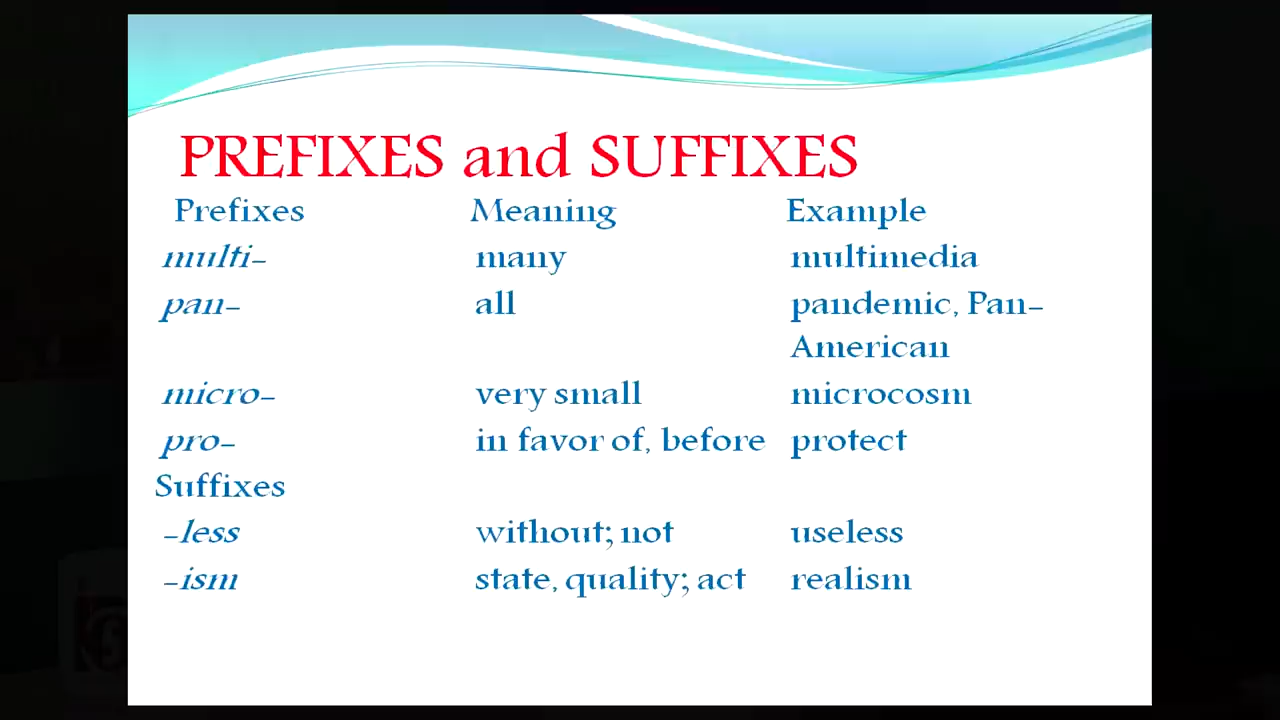 PREFIXES and SUFFIXES
Prefixes Meaning Example
multi- many multimedia
pan- all pandemic, Pan-
American
micro- very small microcosm
pro- in favor of, before protect
Suffixes
-less without; not useless
-ism state, quality; act realism